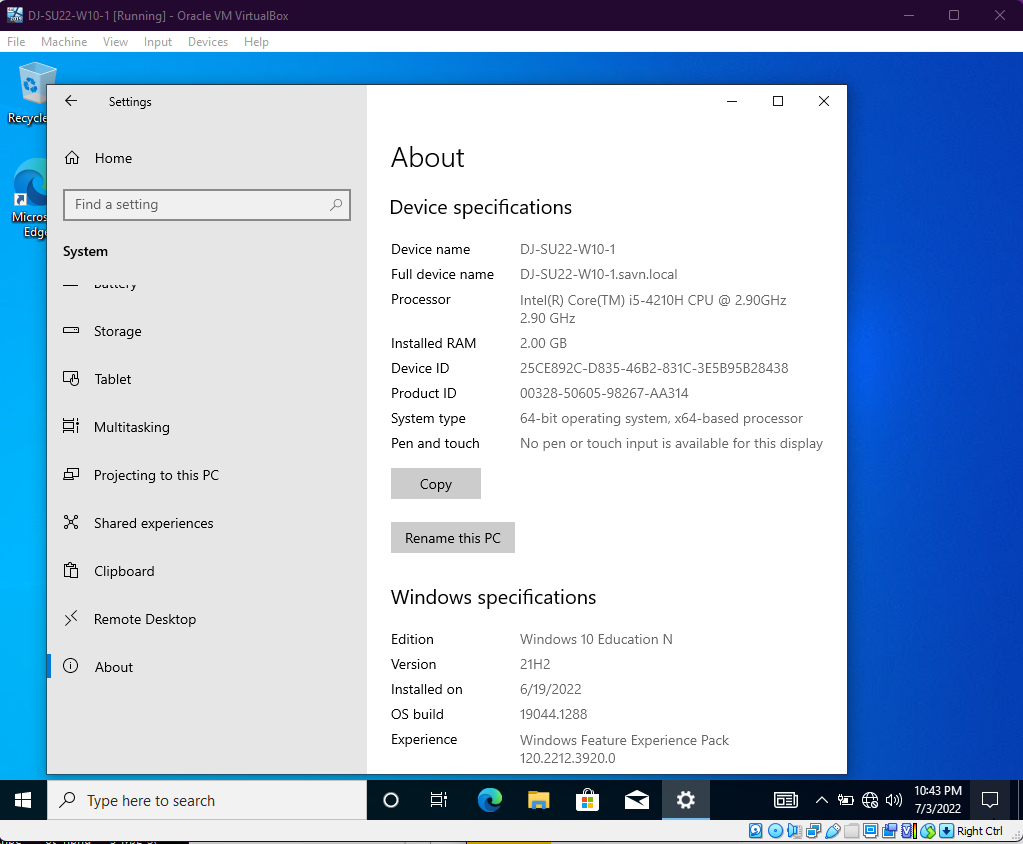 DJ-SU22-W10-1 [Running] - Oracle VM VirtualBox
File Machine View Input Devices Help
Recycle
Micros
Edge
Settings
Home
Find a setting
System
Battery
Storage
Tablet
Multitasking
Projecting to this PC
Shared experiences
Clipboard
Remote Desktop
About
About
Device specifications
Device name DJ-SU22-W10-1
Full device name DJ-SU22-W10-1.savn.local
Processor Intel(R) Core(TM) i5-4210H CPU @ 2.90GHz
2.90 GHz
Installed RAM 2.00 GB
Device ID 25CE892C-D835-46B2-831C-3E5B95B28438
Product ID 00328-50605-98267-AA314
System type 64-bit operating system, x64-based processor
Pen and touch No pen or touch input is available for this display
Copy
Rename this PC
Windows specifications
Edition Windows 10 Education N
Version 21H2
Installed on 6/19/2022
OS build 19044.1288
Experience Windows Feature Experience Pack
120.2212.3920.0
Type here to search
10:43 PM
7/3/2022
Right Ctrl